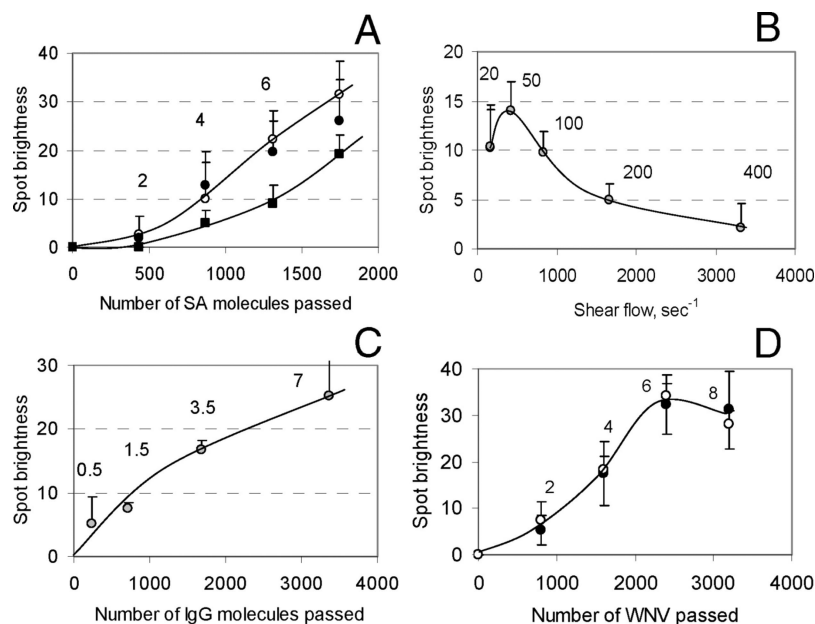 A
Spot brightness
40
30
20
10
0
2
4
6
0 500 1000 1500 2000
Number of SA molecules passed
B
Spot brightness
20
15
10
5
0
20
50
100
200
400
0 1000 2000 3000 4000
Shear flow, sec-1
C
Spot brightness
30
20
10
0
0.5
1.5
3.5
7
0 1000 2000 3000 4000
Number of IgG molecules passed
D
Spot brightness
40
30
20
10
0
2
4
6
8
0 1000 2000 3000 4000
Number of WNV passed